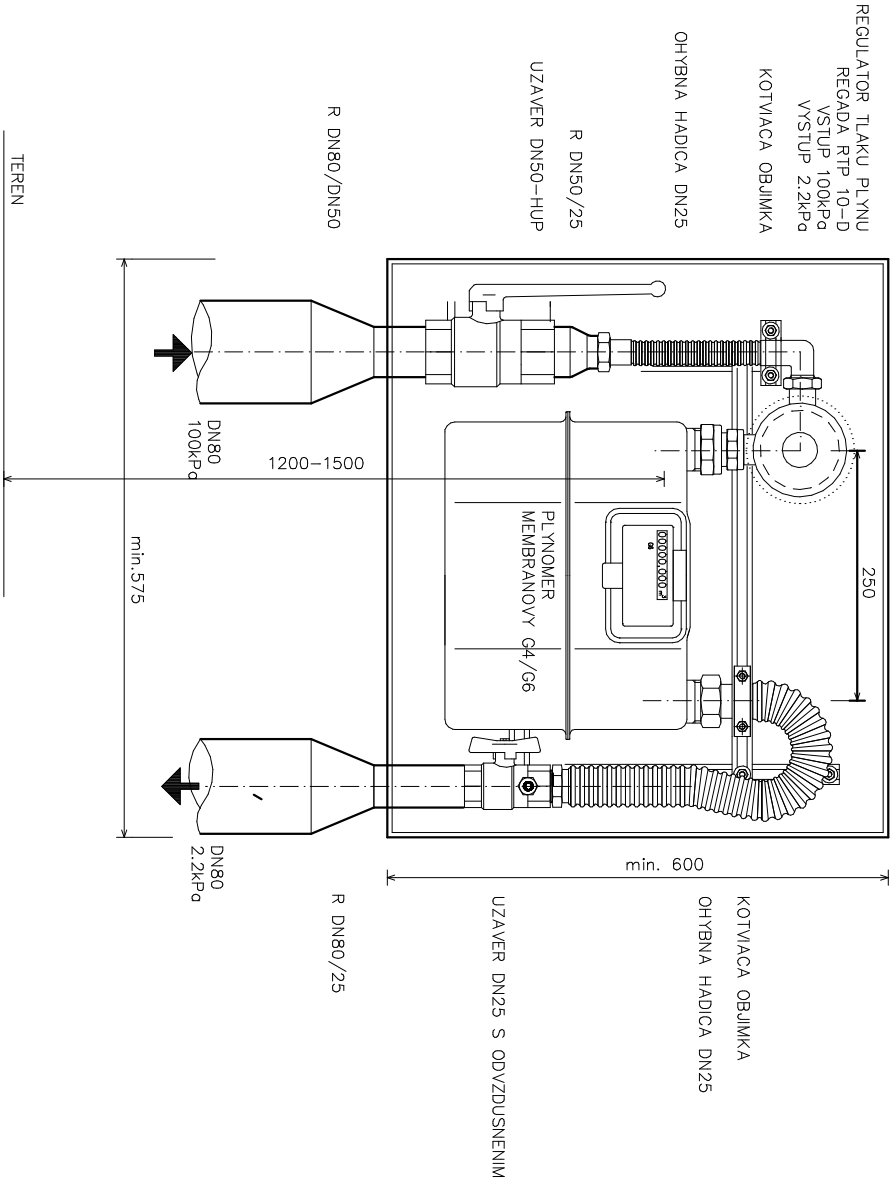 REGULATOR TLAKU PLYNU
REGADA RTP 10-D
VSTUP 100kPa
VYSTUP 2.2kPa
KOTVIACA OBJIMKA
OHYBNA HADICA DN25
R DN50/25
UZAVER DN50-HUP
R DN80/DN50
TEREN
250
00000,000 m³
G6
PLYNOMER
MEMBRANOVY G4/G6
1200-1500
DN80
100kPa
min.575
DN80
2.2kPa
min. 600
KOTVIACA OBJIMKA
OHYBNA HADICA DN25
UZAVER DN25 S ODVZDUSNENIM
R DN80/25